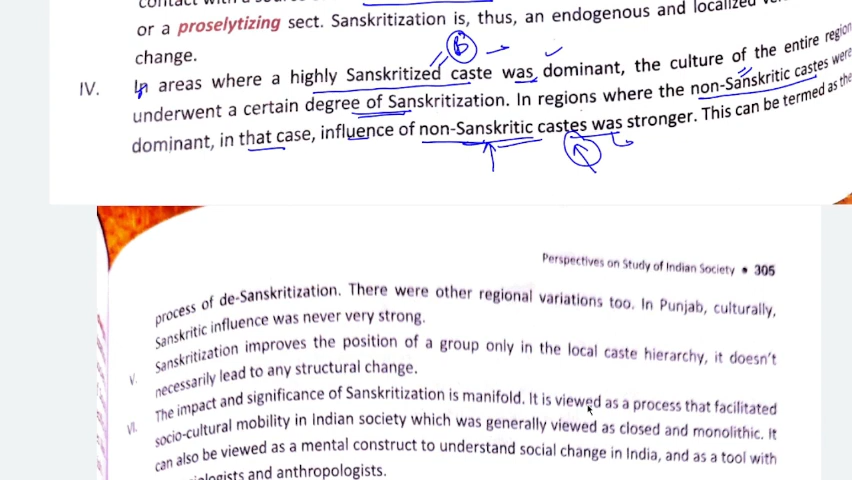 or a proselytizing sect. Sanskritization is, thus, an endogenous and localized
change.
IV. In areas where a highly Sanskritized caste was dominant, the culture of the entire region
underwent a certain degree of Sanskritization. In regions where the non-Sanskritic castes were
dominant, in that case, influence of non-Sanskritic castes was stronger. This can be termed as the
Perspectives on Study of Indian Society • 305
process of de-Sanskritization. There were other regional variations too. In Punjab, culturally,
Sanskritic influence was never very strong.
V. Sanskritization improves the position of a group only in the local caste hierarchy, it doesn't
necessarily lead to any structural change.
VI. The impact and significance of Sanskritization is manifold. It is viewed as a process that facilitated
socio-cultural mobility in Indian society which was generally viewed as closed and monolithic. It
can also be viewed as a mental construct to understand social change in India, and as a tool with
and anthropologists.